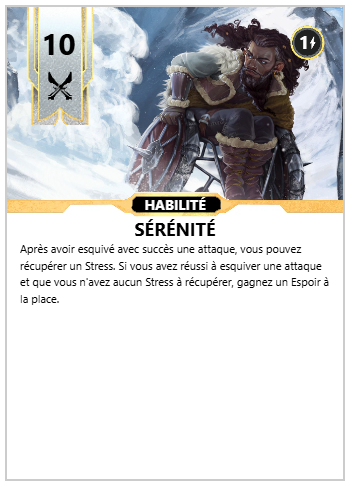 10
1
HABILITÉ
SÉRÉNITÉ
Après avoir esquivé avec succès une attaque, vous pouvez
récupérer un Stress. Si vous avez réussi à esquiver une attaque
et que vous n'avez aucun Stress à récupérer, gagnez un Espoir à
la place.